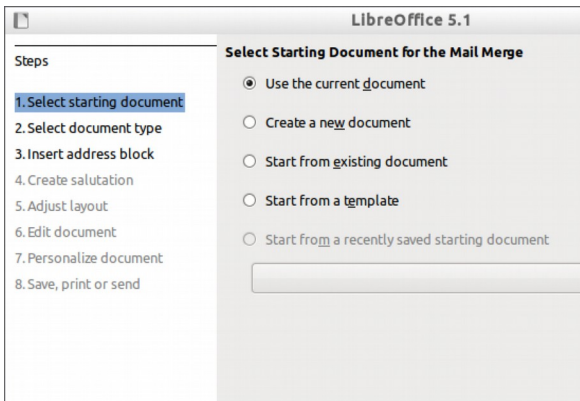 LibreOffice 5.1
Steps
1. Select starting document
2. Select document type
3. Insert address block
4. Create salutation
5. Adjust layout
6. Edit document
7. Personalize document
8. Save, print or send
Select Starting Document for the Mail Merge
Use the current document
Create a new document
Start from existing document
Start from a template
Start from a recently saved starting document